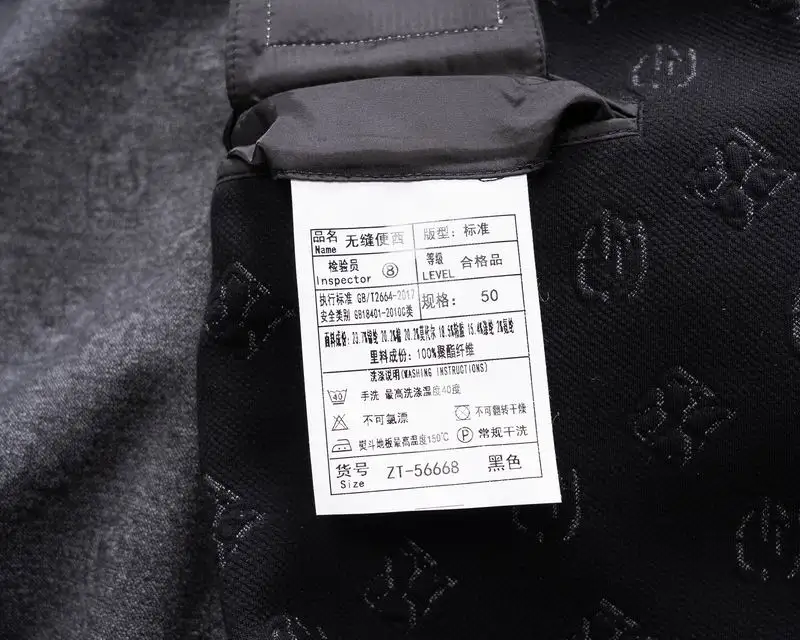 品名 无缝便西 版型: 标准
Name
检验员 ⑧ 等级 合格品
Inspector LEVEL
执行标准 GB/T2664-2017 规格: 50
安全类别 GB18401-2010C类
里料成份: 100%聚酯纤维
洗涤说明(WASHING INSTRUCTIONS)
40 手洗 最高洗涤温度40度
不可氯漂 不可翻转干燥
熨斗地板最高温度150℃ Ⓟ 常规干洗
货号 ZT-56668 黑色
Size